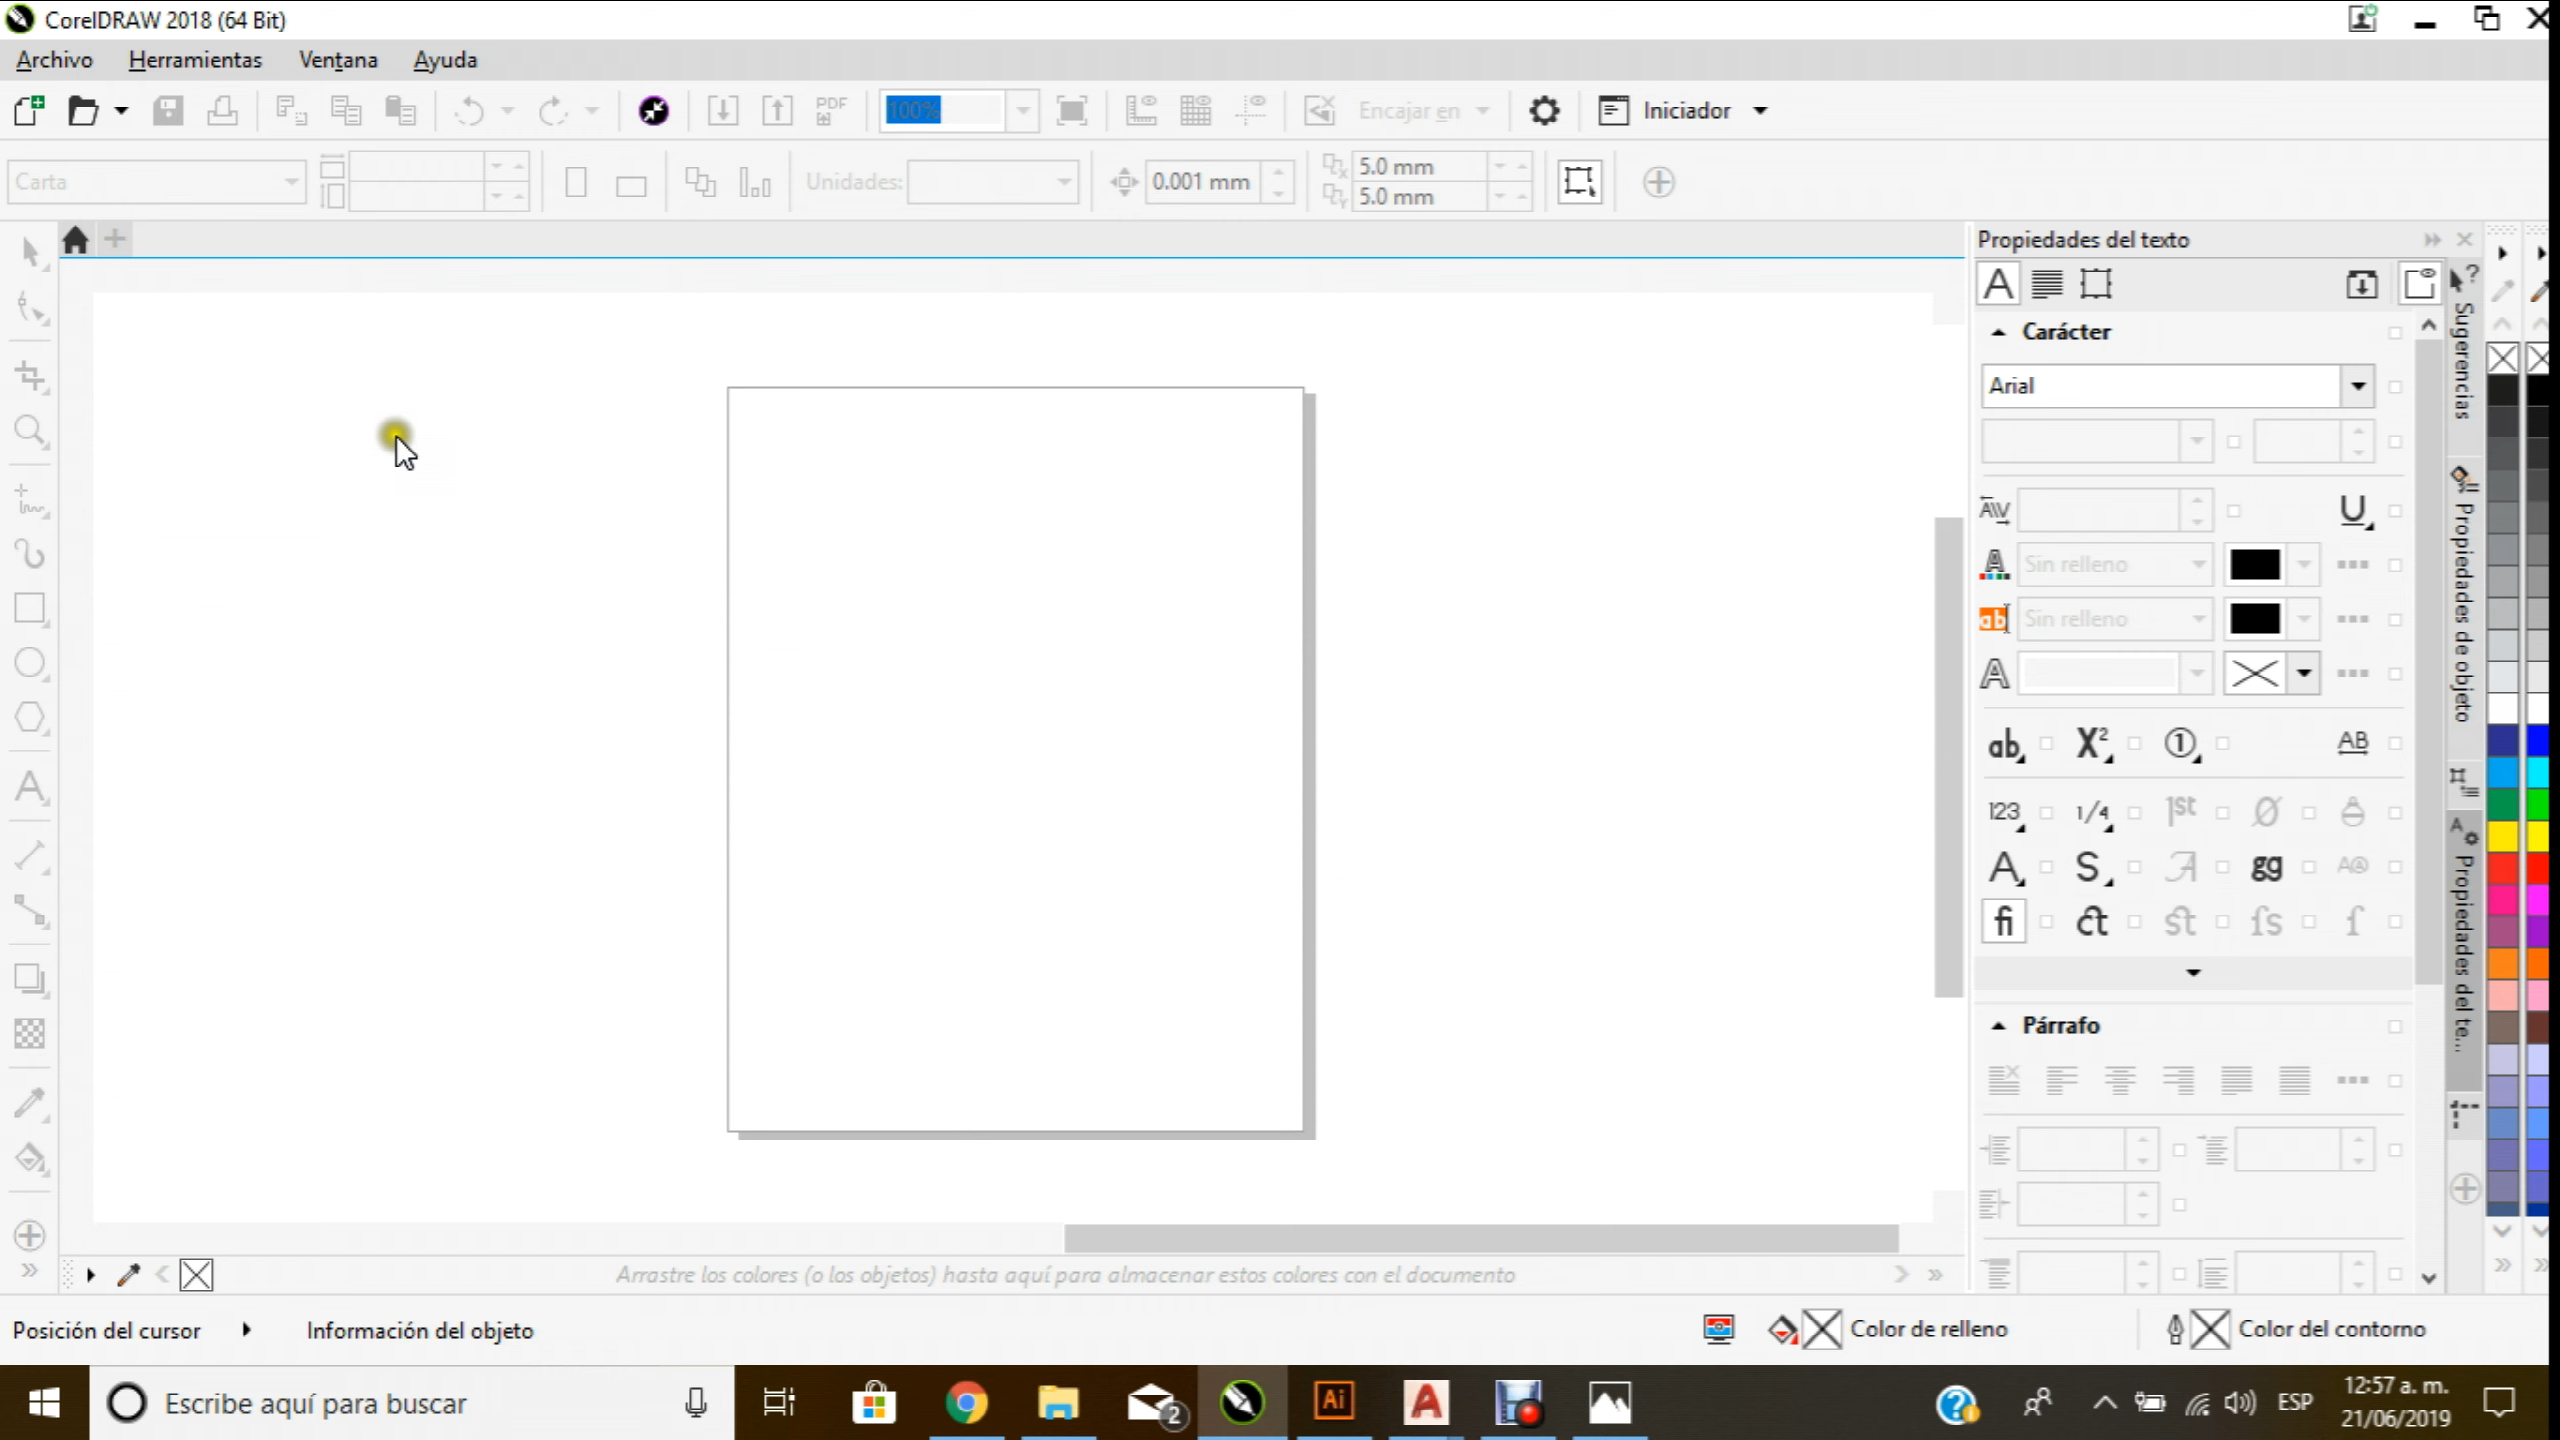 CorelDRAW 2018 (64 Bit)
Archivo Herramientas Ventana Ayuda
PDF 100% Encajar en Iniciador
Carta Unidades: 0.001 mm 5.0 mm
5.0 mm
Propiedades del texto
Carácter
Arial
Sin relleno
Sin relleno
Párrafo
Sugerencias
Propiedades de objeto
Propiedades del te...
Arrastre los colores (o los objetos) hasta aquí para almacenar estos colores con el documento
Posición del cursor Información del objeto Color de relleno Color del contorno
Escribe aquí para buscar 2 Ai ESP 12:57 a. m.
21/06/2019